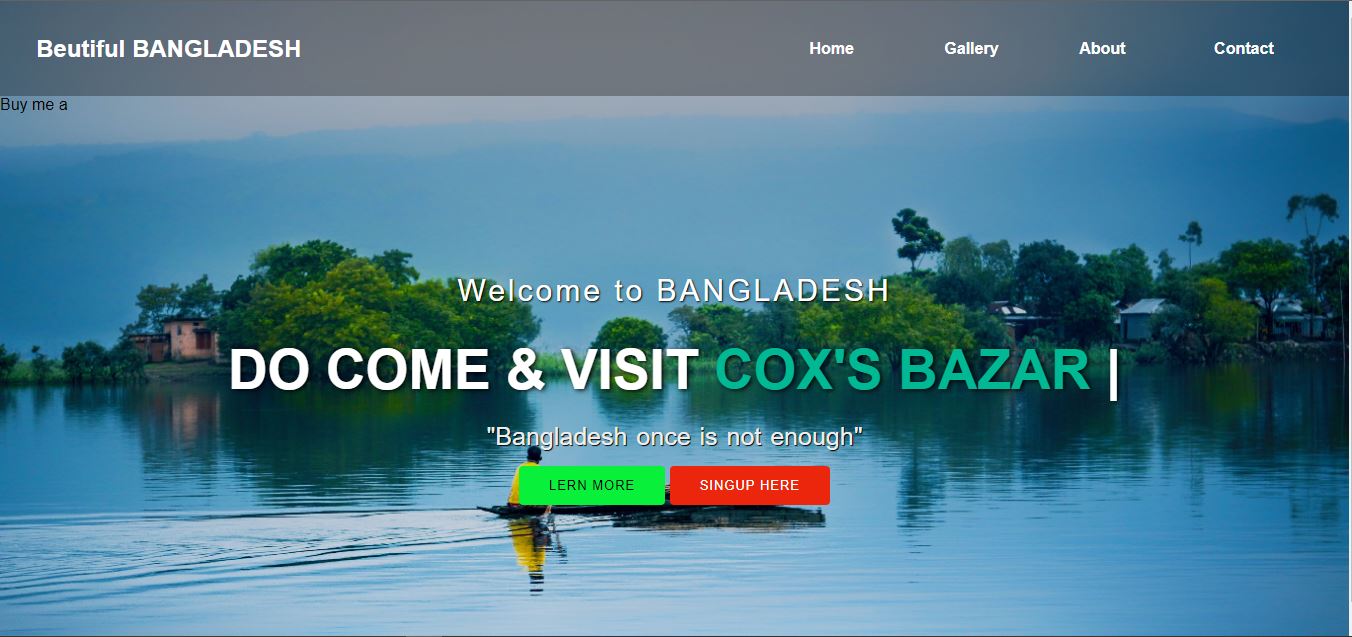 Beutiful BANGLADESH
Home Gallery About Contact
Buy me a
Welcome to BANGLADESH
DO COME & VISIT COX'S BAZAR |
"Bangladesh once is not enough"
LERN MORE SINGUP HERE